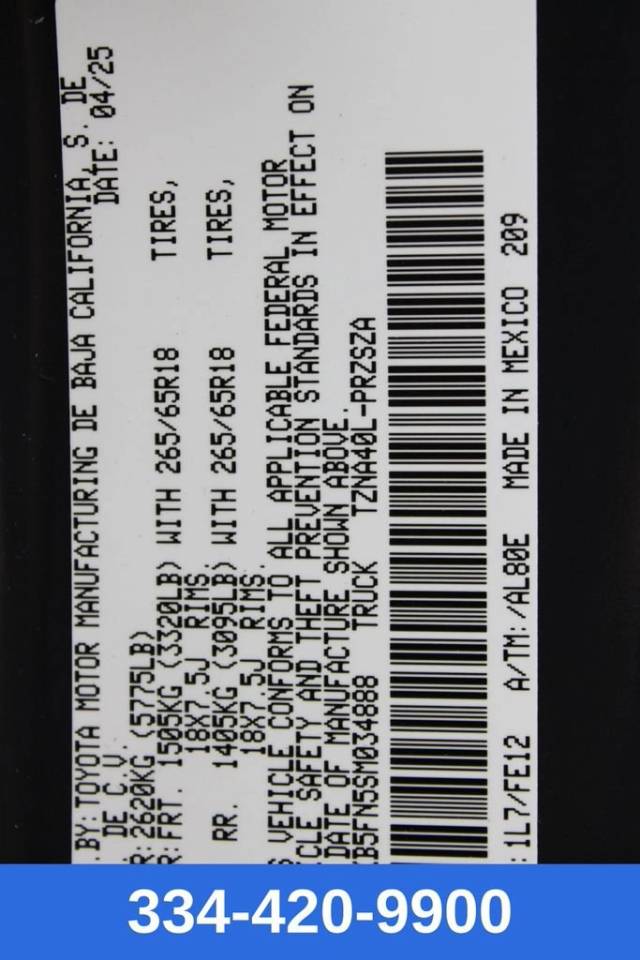 .BY: TOYOTA MOTOR MANUFACTURING DE BAJA CALIFORNIA, S. DE
DE C.V. DATE: 04/25
R: 2620KG (5775LB)
R: FRT. 1505KG (3320LB) WITH 265/65R18 TIRES,
18X7.5J RIMS.
RR. 1405KG (3095LB) WITH 265/65R18 TIRES,
18X7.5J RIMS.
S VEHICLE CONFORMS TO ALL APPLICABLE FEDERAL MOTOR
CLE SAFETY AND THEFT PREVENTION STANDARDS IN EFFECT ON
DATE OF MANUFACTURE SHOWN ABOVE.
B5FN5SM034888 TRUCK TZNA40L-PRZSZA
: 1L7/FE12 A/TM: /AL80E MADE IN MEXICO 209
334-420-9900